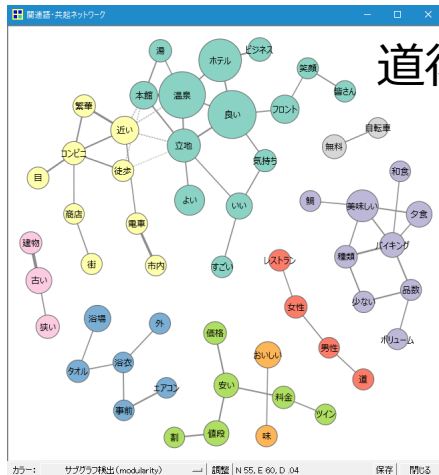 関連語・共起ネットワーク
道後
湯
ホテル
ビジネス
笑顔
皆さん
本館
温泉
良い
フロント
繁華
近い
立地
気持ち
コンビニ
徒歩
目
よい
いい
商店
電車
街
市内
すごい
自転車
無料
和食
鯛
美味しい
夕食
バイキング
種類
少ない
品数
ボリューム
建物
古い
狭い
レストラン
女性
男性
道
浴場
外
タオル
浴衣
エアコン
事前
価格
おいしい
安い
料金
ツイン
割
値段
味
カラー: サブグラフ検出(modularity) 調整 N 55, E 60, D .04 保存 閉じる